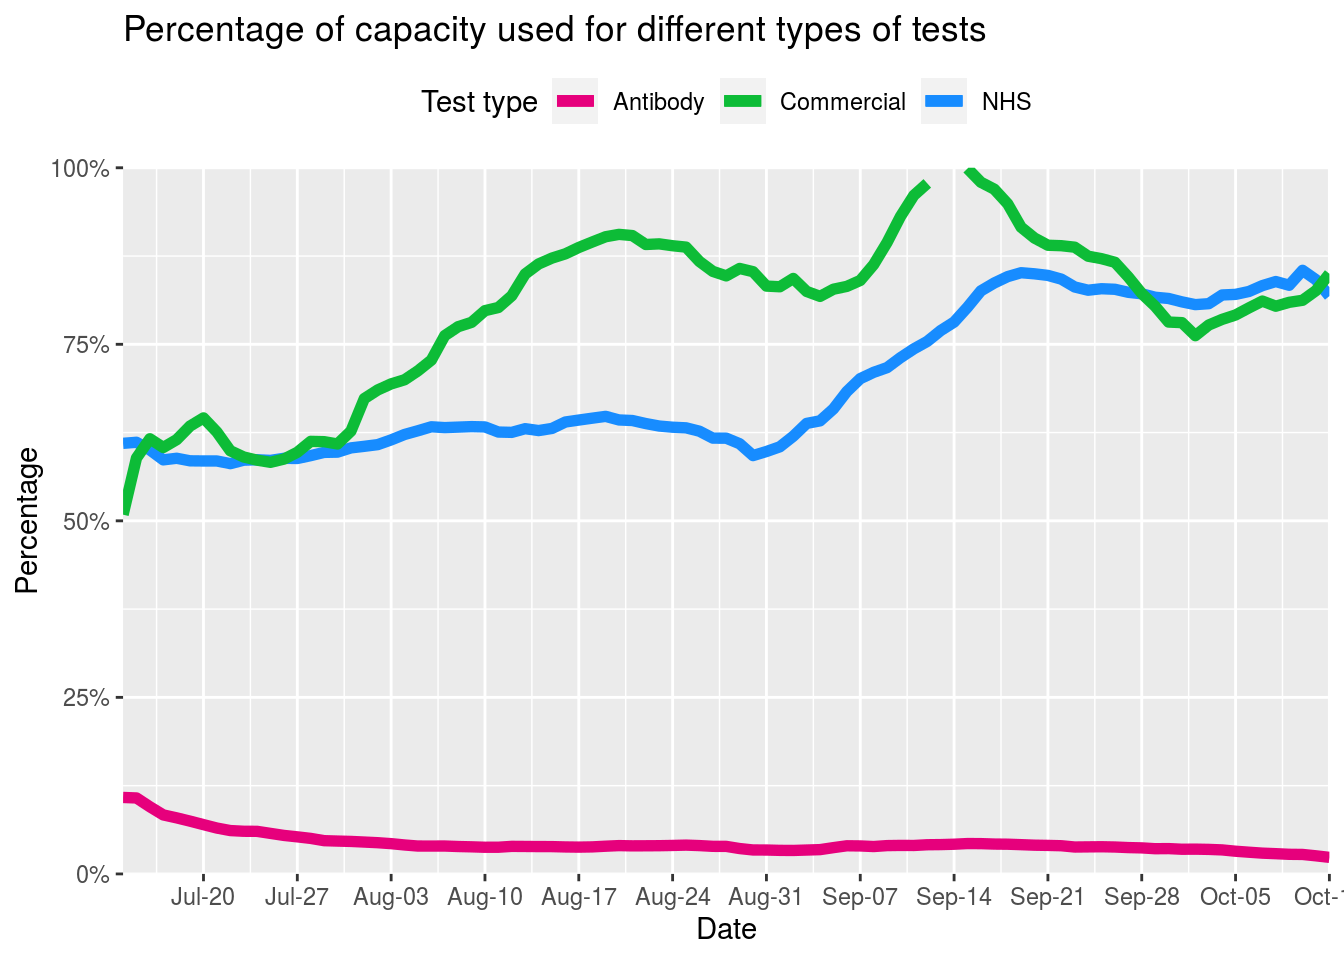 Percentage of capacity used for different types of tests
Test type Antibody Commercial NHS
100%
75%
50%
25%
0%
Percentage
Jul-20 Jul-27 Aug-03 Aug-10 Aug-17 Aug-24 Aug-31 Sep-07 Sep-14 Sep-21 Sep-28 Oct-05 Oct-1
Date